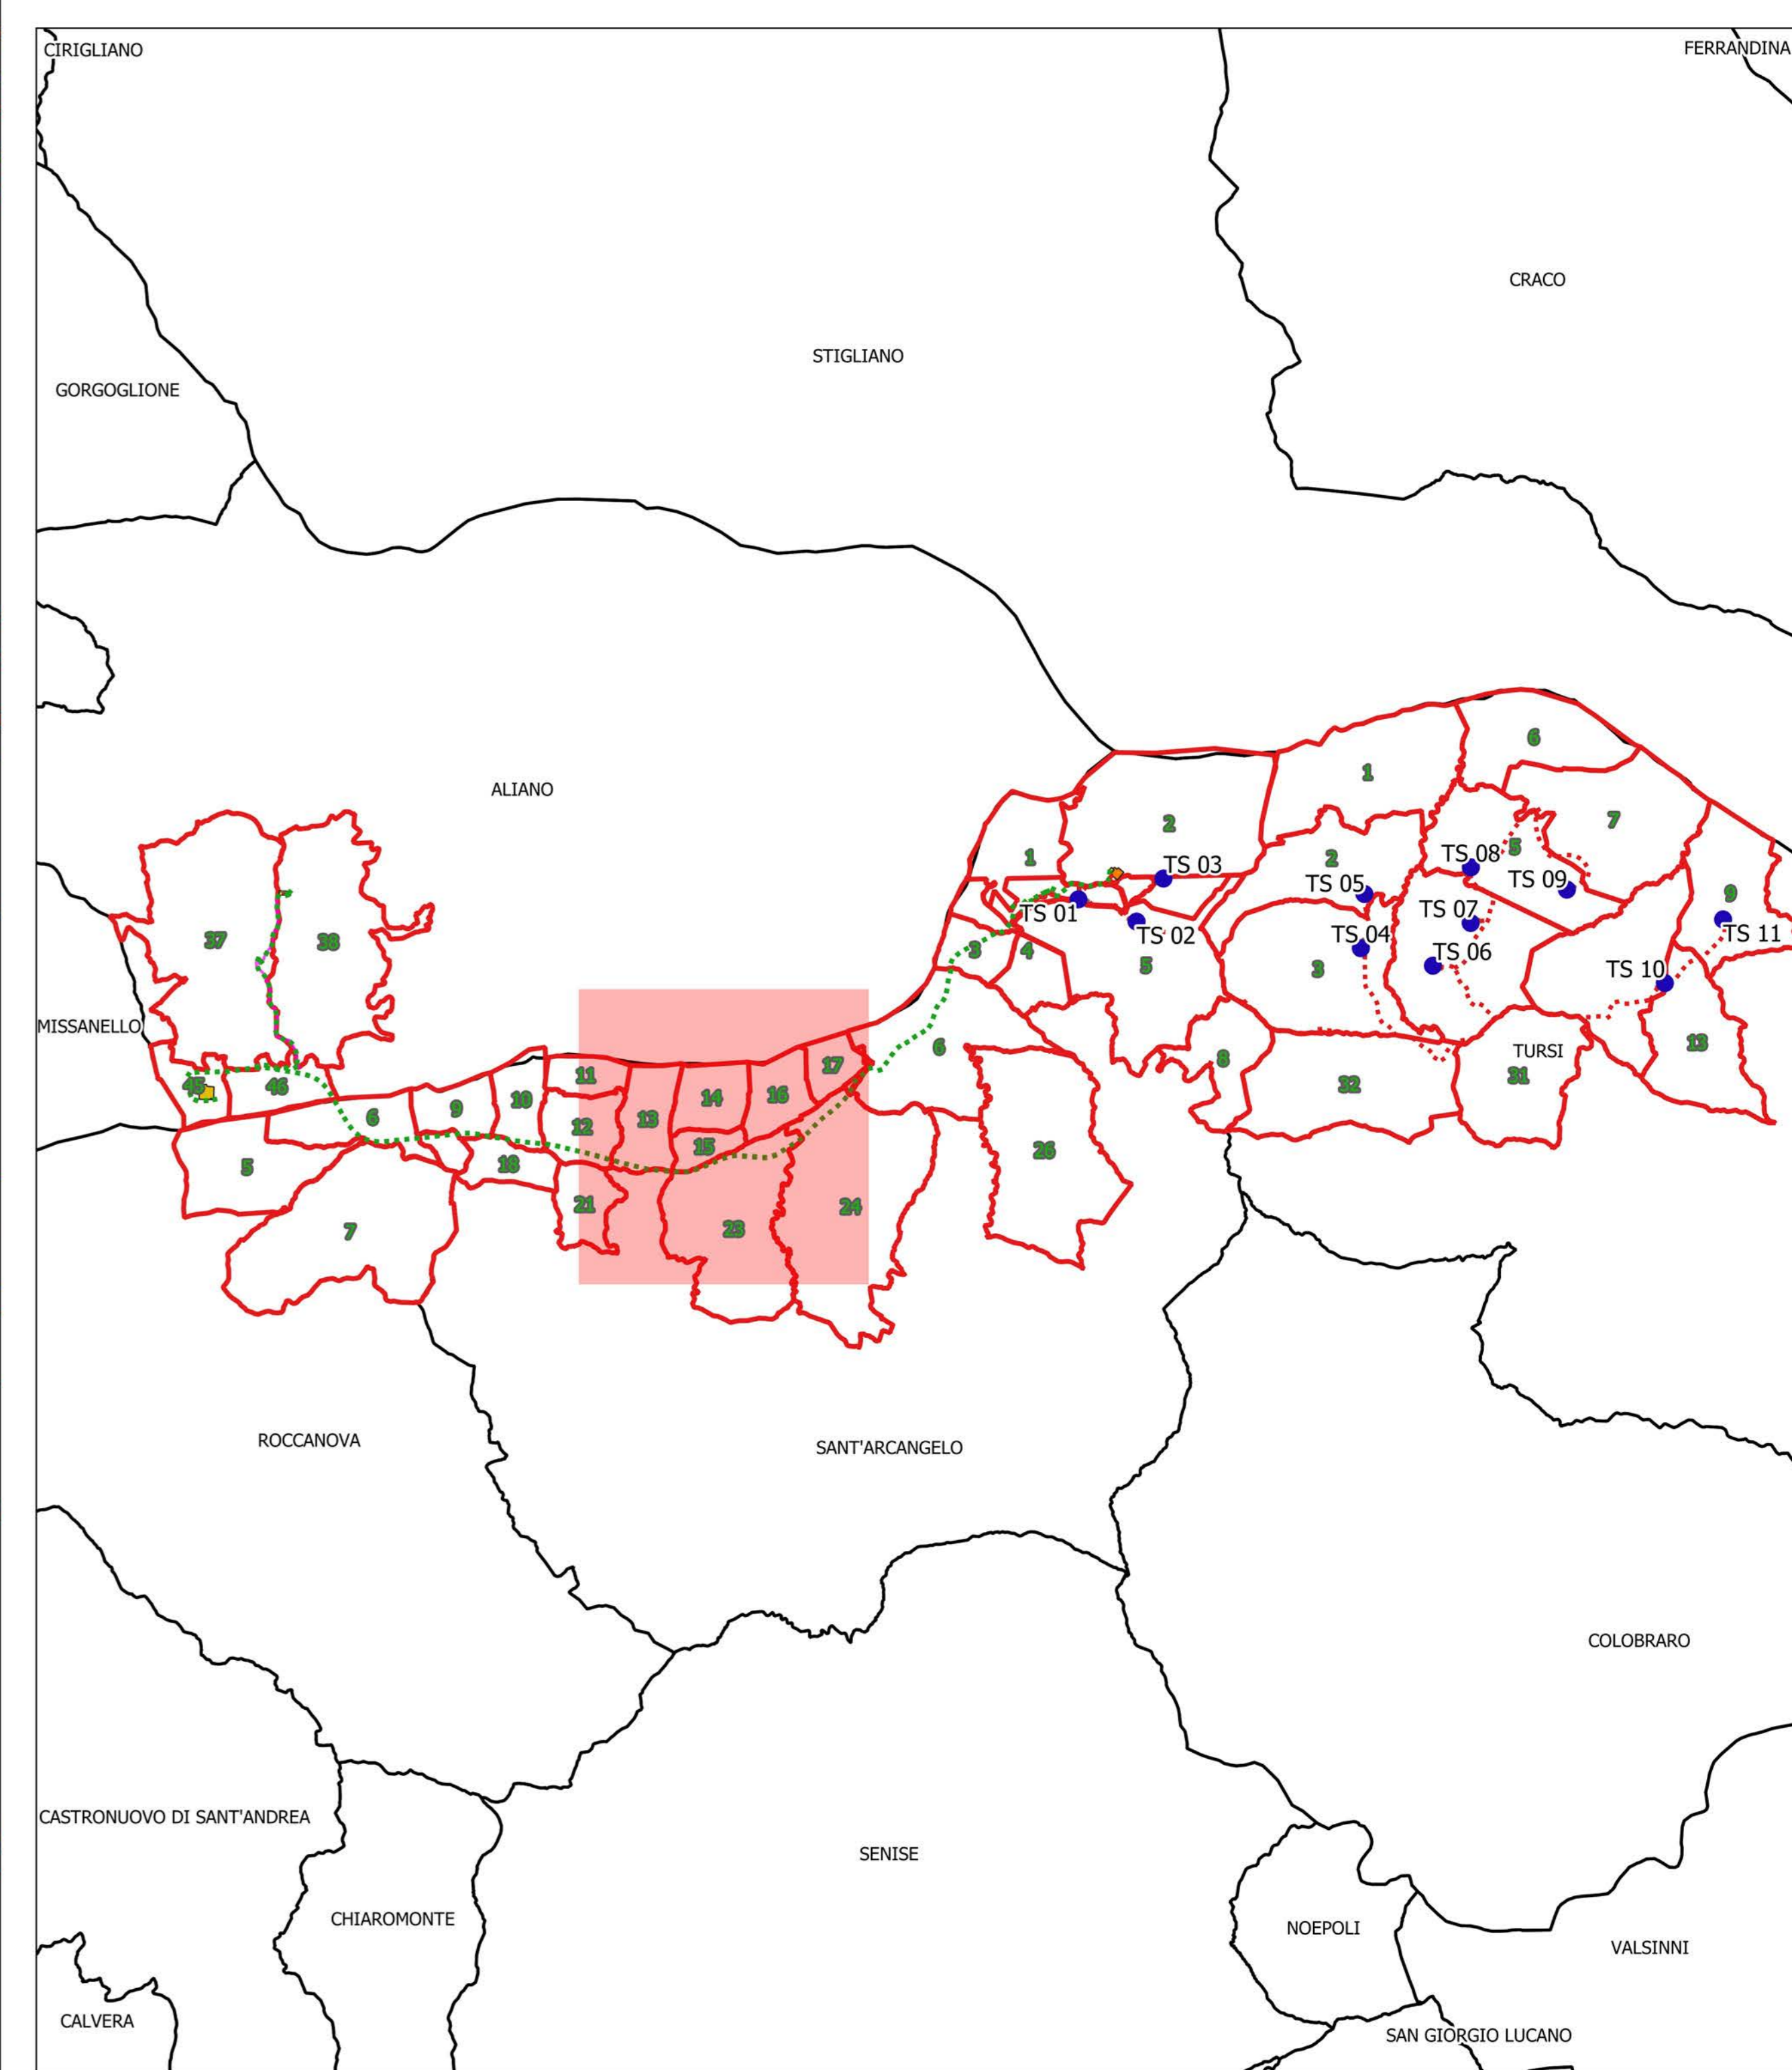 CIRIGLIANO
FERRANDINA
CRACO
STIGLIANO
GORGOGLIONE
6
1
ALIANO
7
2
5
1
2
TS 08
TS 03
TS 09
TS 05
9
TS 07
TS 01
TS 11
TS 04
TS 02
37
38
3
4
TS 06
5
3
TS 10
MISSANELLO
13
6
TURSI
8
17
11
31
32
45
46
16
14
9
10
6
13
12
15
26
18
5
21
24
23
7
ROCCANOVA
SANT'ARCANGELO
COLOBRARO
CASTRONUOVO DI SANT'ANDREA
SENISE
CHIAROMONTE
NOEPOLI
VALSINNI
CALVERA
SAN GIORGIO LUCANO